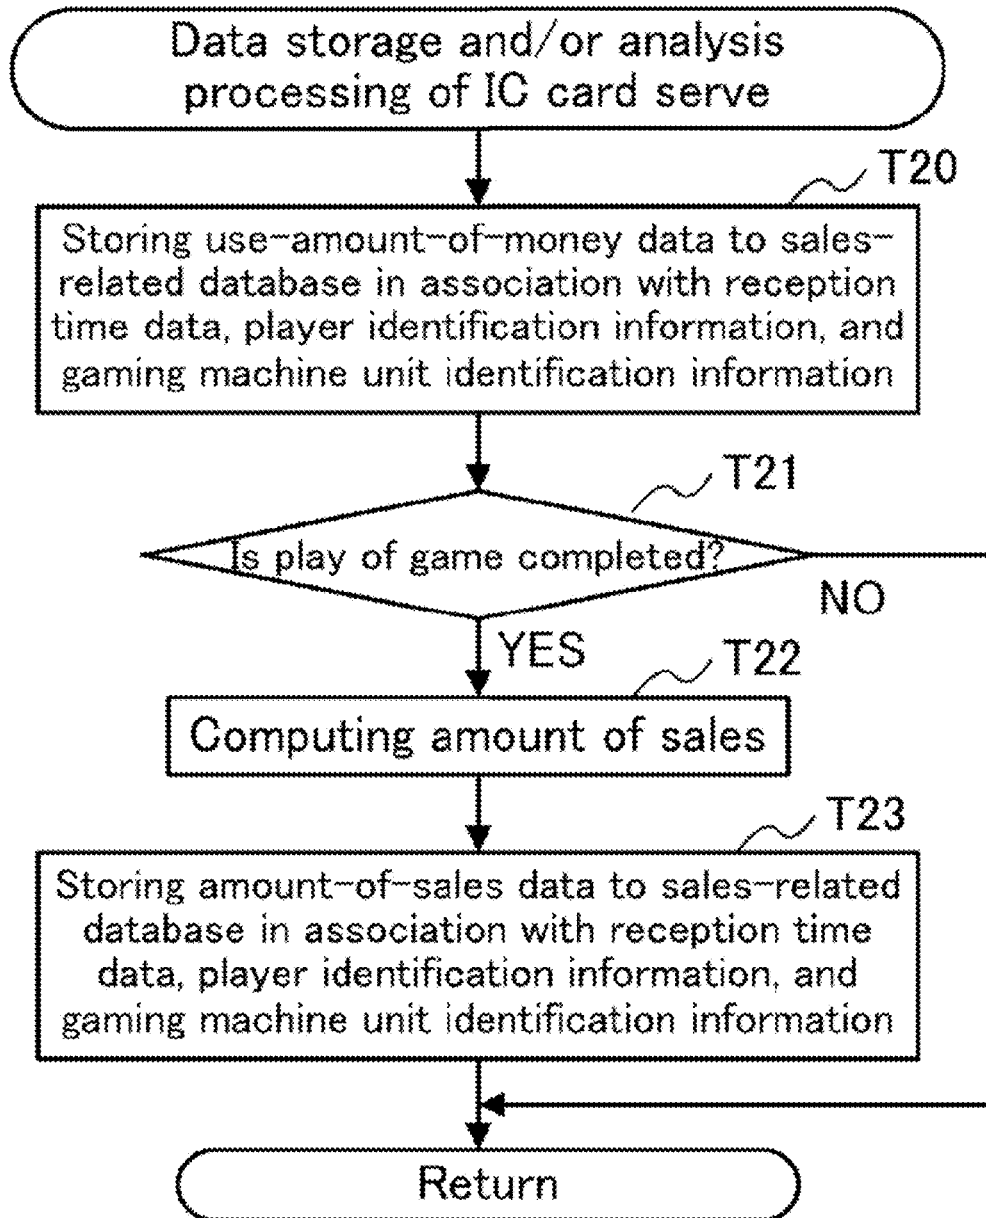 Data storage and/or analysis
processing of IC card serve
T20
Storing use-amount-of-money data to sales-
related database in association with reception
time data, player identification information, and
gaming machine unit identification information
T21
Is play of game completed?
NO
YES
T22
Computing amount of sales
T23
Storing amount-of-sales data to sales-related
database in association with reception time
data, player identification information, and
gaming machine unit identification information
Return